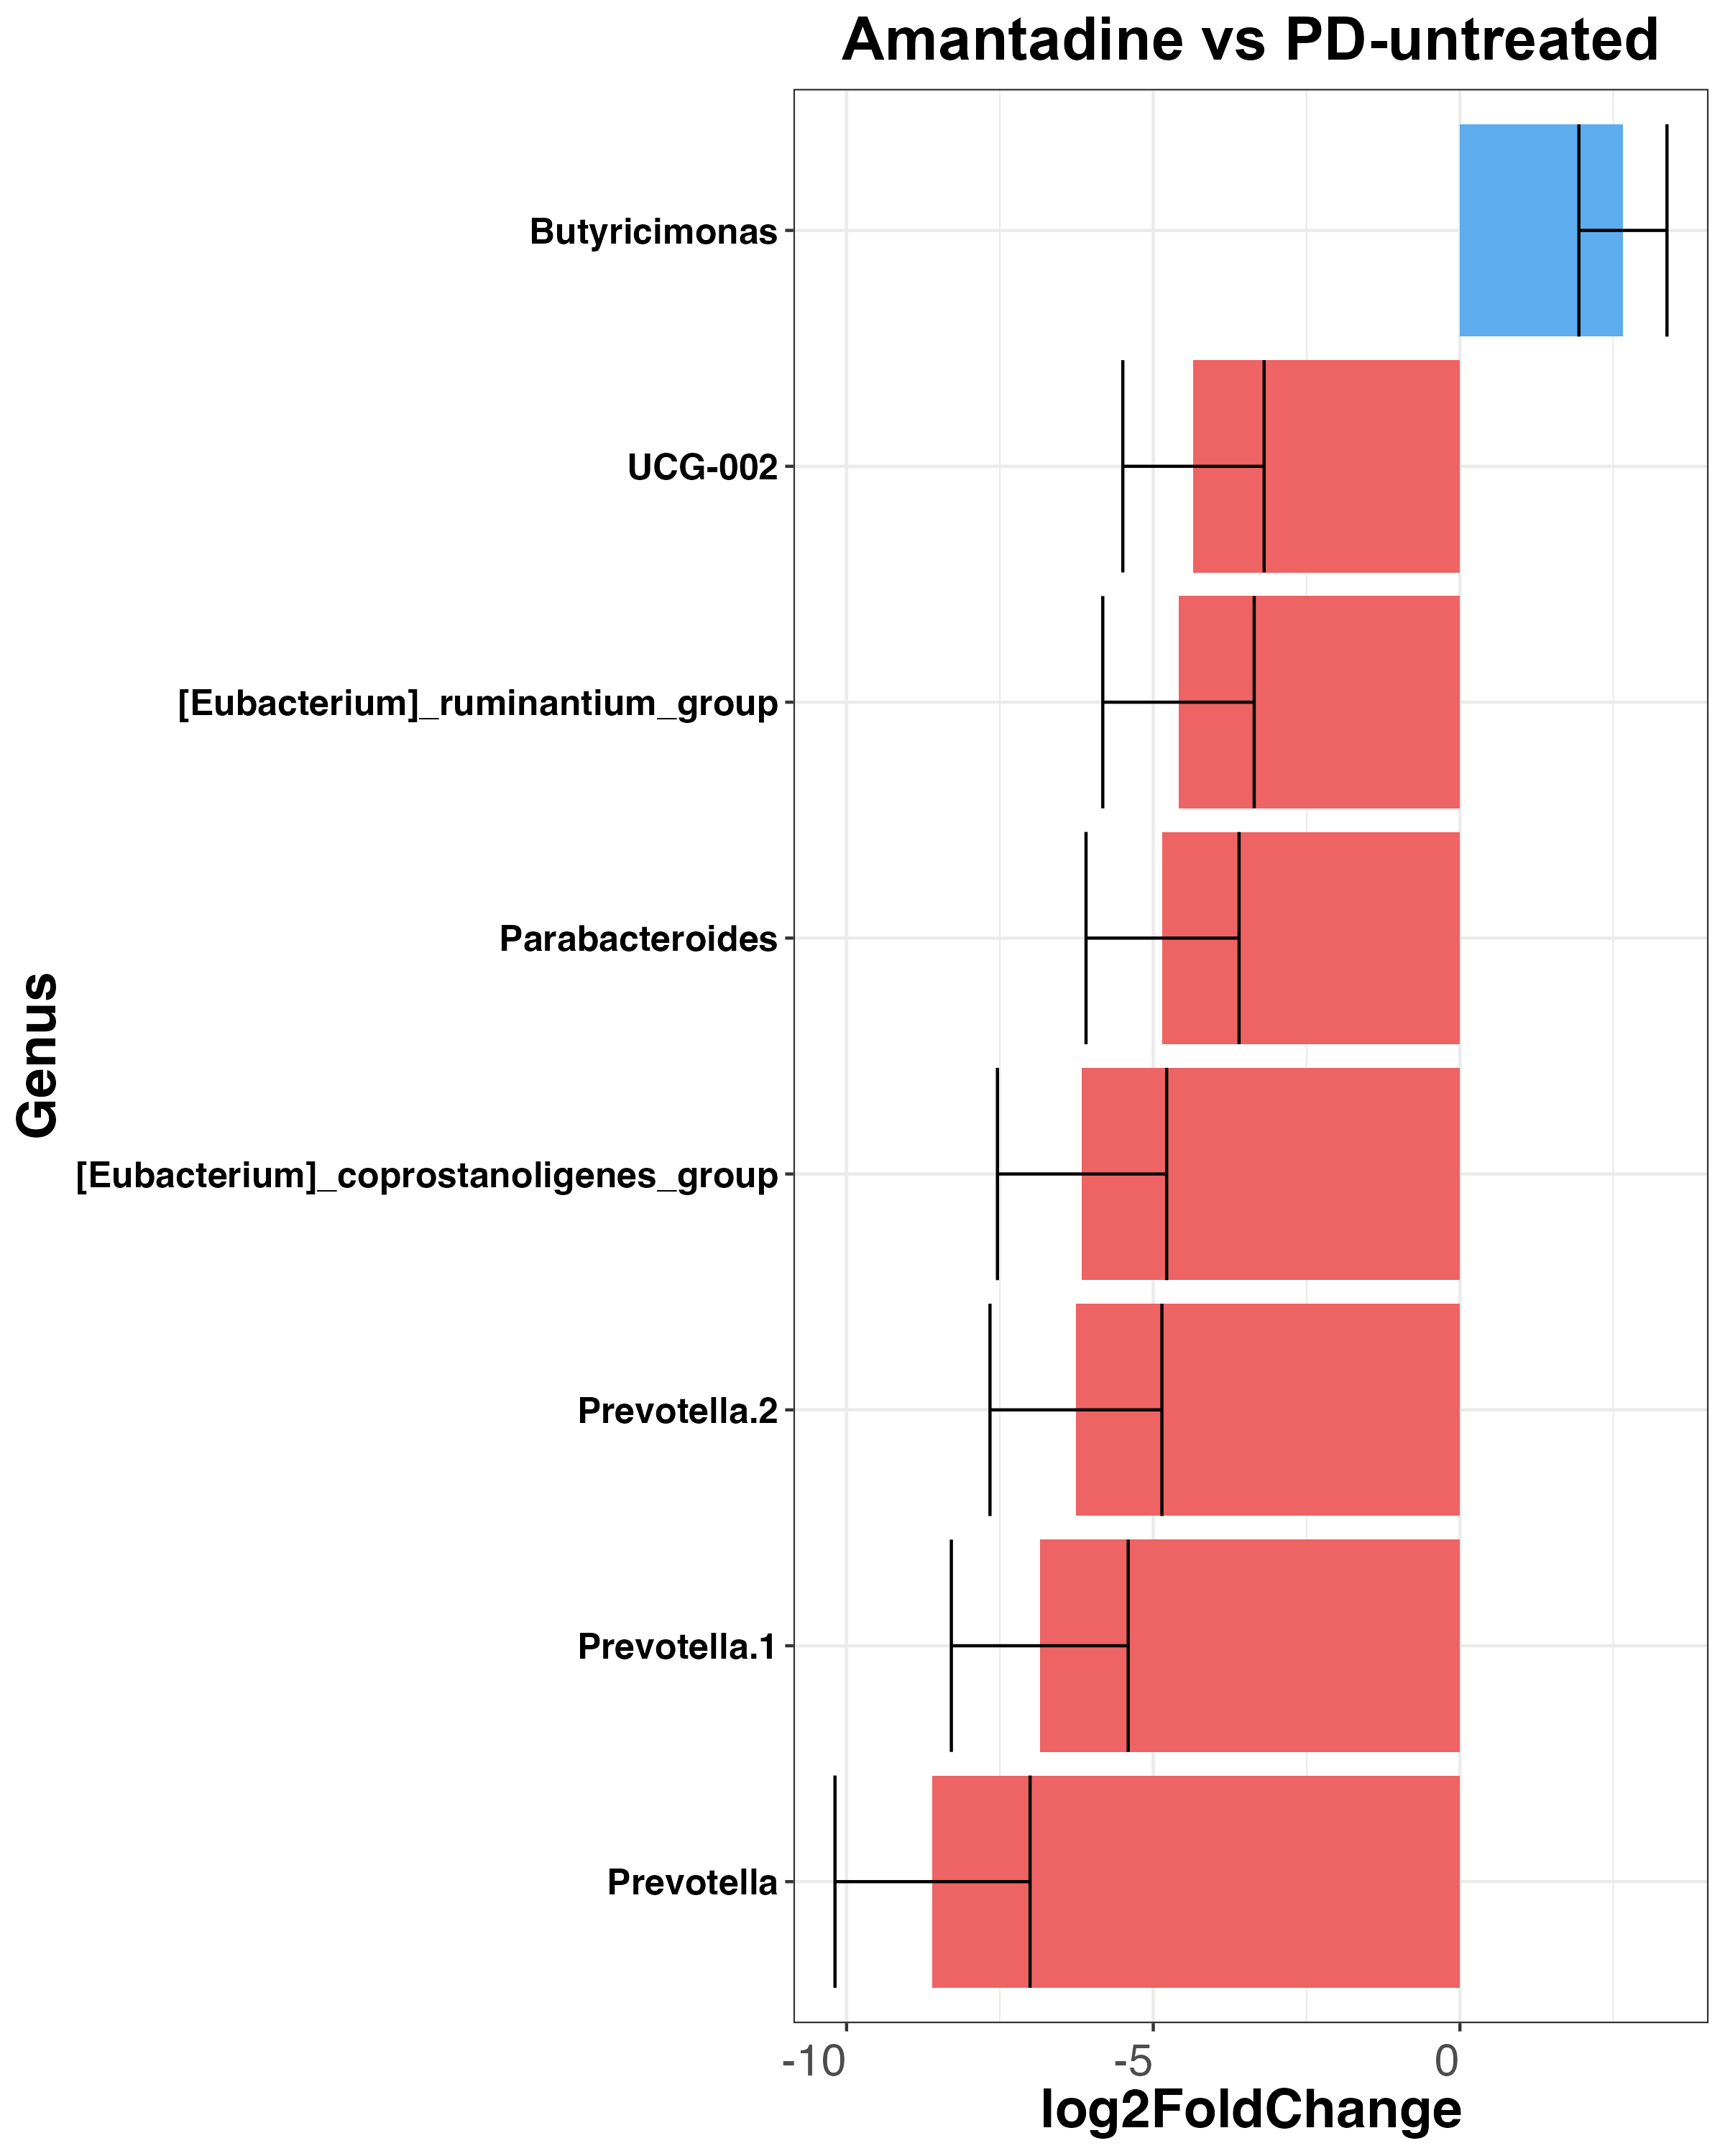 Amantadine vs PD-untreated
Genus
Butyricimonas
UCG-002
[Eubacterium]_ruminantium_group
Parabacteroides
[Eubacterium]_coprostanoligenes_group
Prevotella.2
Prevotella.1
Prevotella
-10 -5 0
log2FoldChange